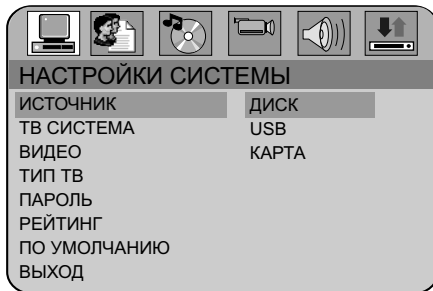 НАСТРОЙКИ СИСТЕМЫ
ИСТОЧНИК ДИСК
ТВ СИСТЕМА USB
ВИДЕО КАРТА
ТИП ТВ
ПАРОЛЬ
РЕЙТИНГ
ПО УМОЛЧАНИЮ
ВЫХОД